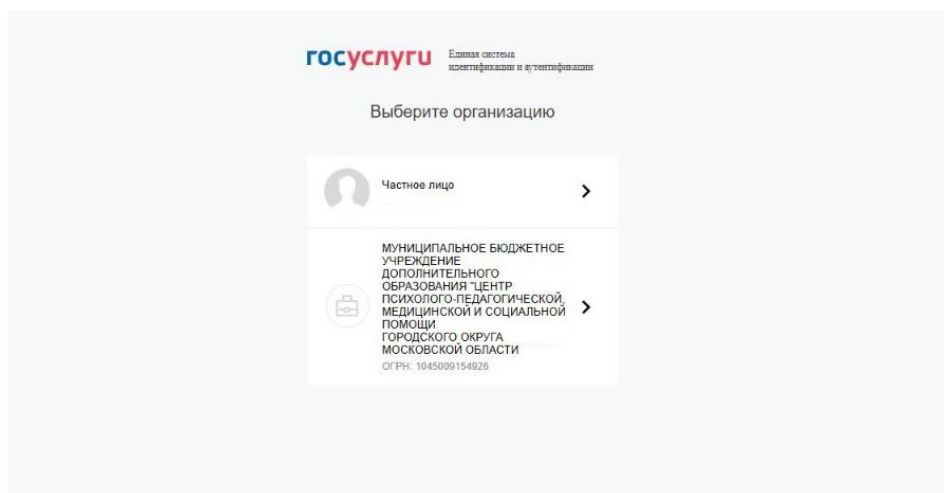 госуслуги
Единая система
идентификации и аутентификации
Выберите организацию
Частное лицо
МУНИЦИПАЛЬНОЕ БЮДЖЕТНОЕ
УЧРЕЖДЕНИЕ
ДОПОЛНИТЕЛЬНОГО
ОБРАЗОВАНИЯ "ЦЕНТР
ПСИХОЛОГО-ПЕДАГОГИЧЕСКОЙ,
МЕДИЦИНСКОЙ И СОЦИАЛЬНОЙ
ПОМОЩИ
ГОРОДСКОГО ОКРУГА
МОСКОВСКОЙ ОБЛАСТИ
ОГРН: 1045009154926